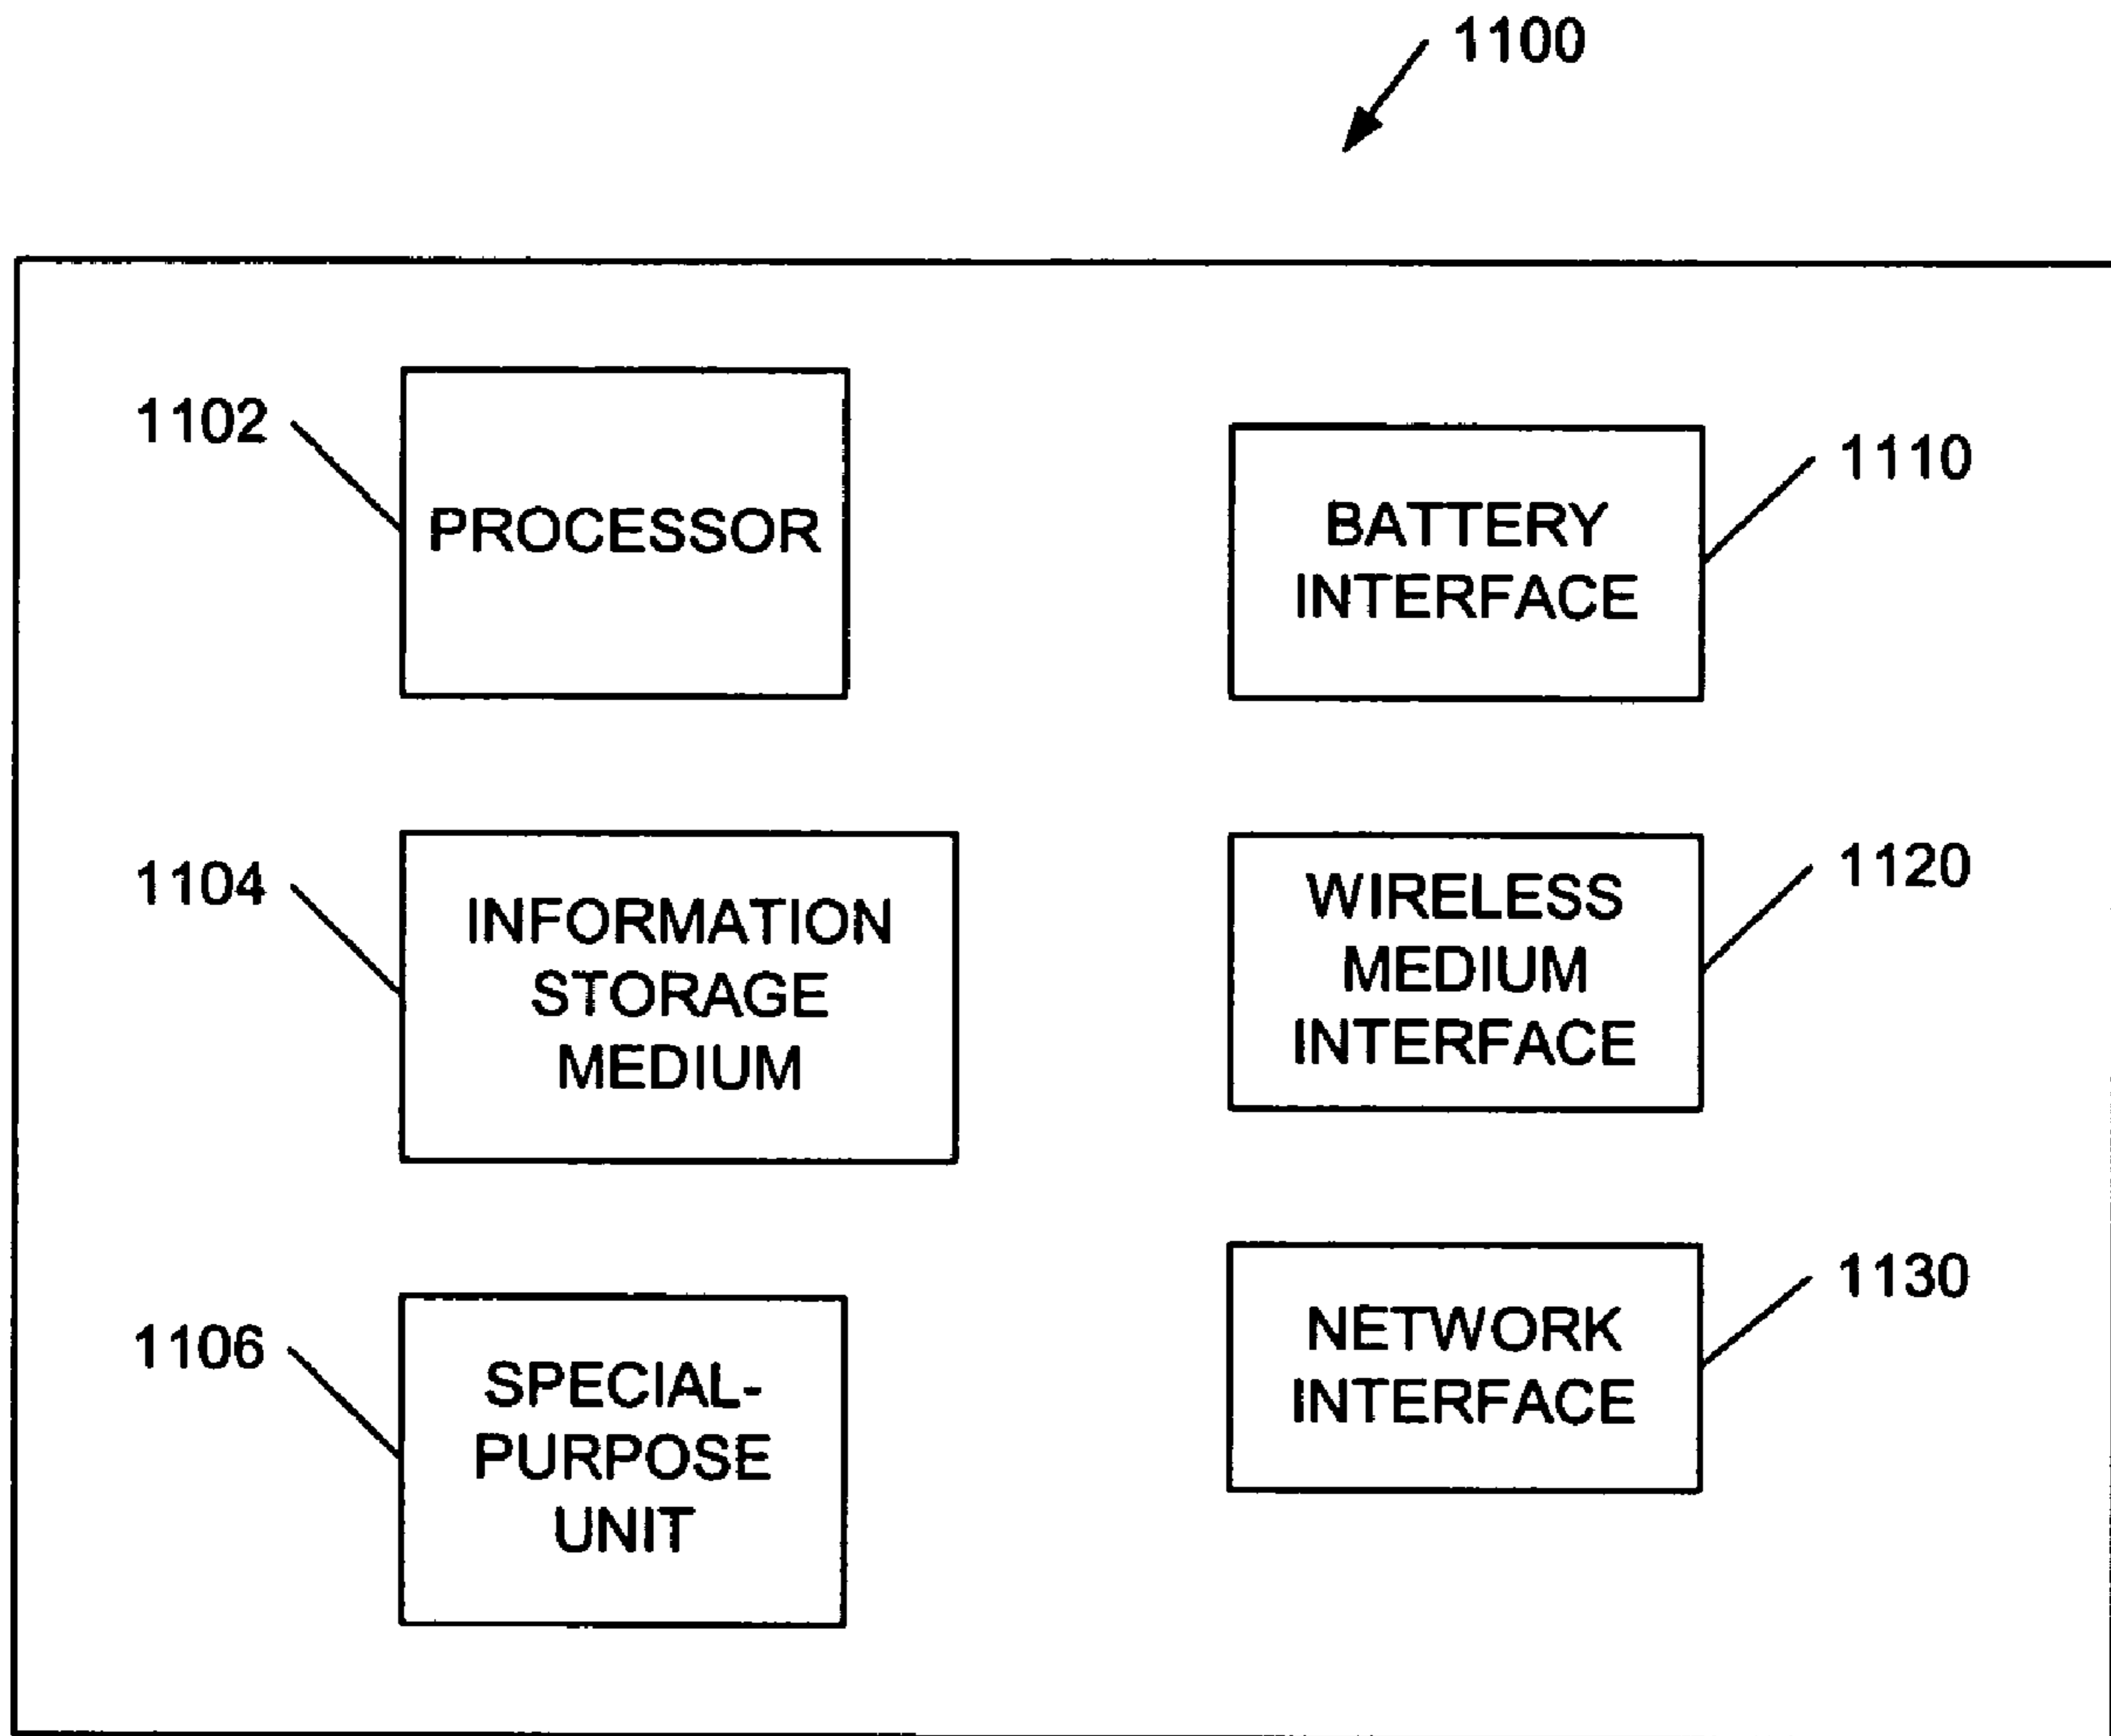 1100
1102
PROCESSOR
BATTERY
INTERFACE
1110
1104
INFORMATION
STORAGE
MEDIUM
WIRELESS
MEDIUM
INTERFACE
1120
1106
SPECIAL-
PURPOSE
UNIT
NETWORK
INTERFACE
1130